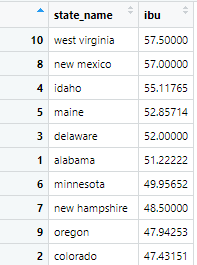 state_name ibu
10 west virginia 57.50000
8 new mexico 57.00000
4 idaho 55.11765
5 maine 52.85714
3 delaware 52.00000
1 alabama 51.22222
6 minnesota 49.95652
7 new hampshire 48.50000
9 oregon 47.94253
2 colorado 47.43151